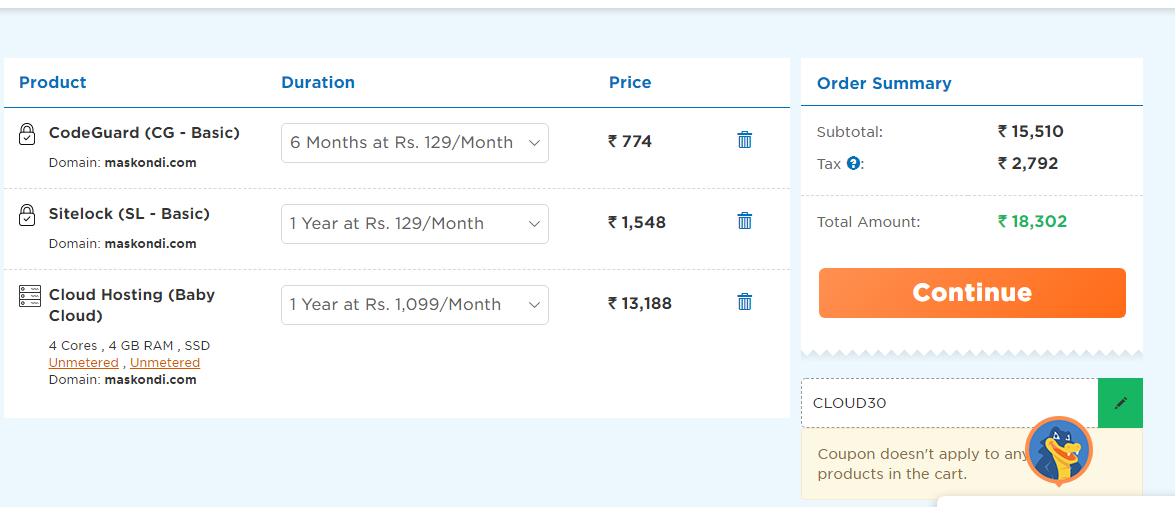 Product Duration Price
CodeGuard (CG - Basic) 6 Months at Rs. 129/Month ₹ 774
Domain: maskondi.com
Sitelock (SL - Basic) 1 Year at Rs. 129/Month ₹ 1,548
Domain: maskondi.com
Cloud Hosting (Baby
Cloud) 1 Year at Rs. 1,099/Month ₹ 13,188
4 Cores , 4 GB RAM , SSD
Unmetered , Unmetered
Domain: maskondi.com
Order Summary
Subtotal: ₹ 15,510
Tax ?: ₹ 2,792
Total Amount: ₹ 18,302
Continue
CLOUD30
Coupon doesn't apply to any
products in the cart.